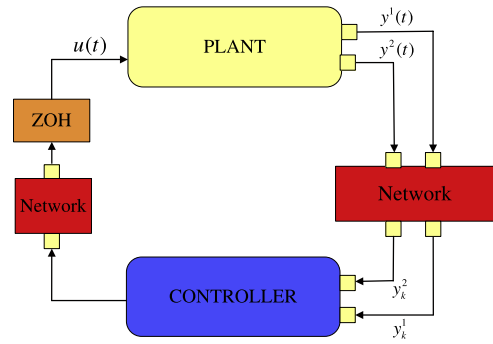 y¹(t)
u(t)
PLANT
y²(t)
ZOH
Network
Network
CONTROLLER
y²ₖ
y¹ₖ